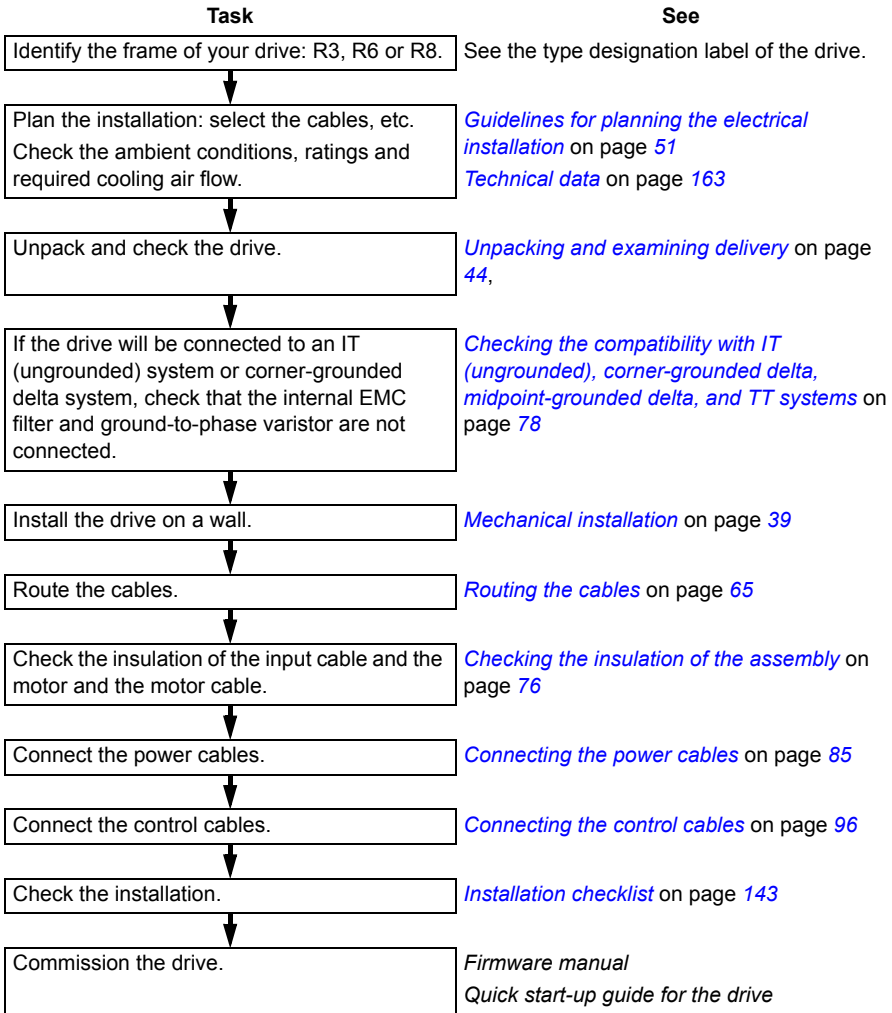 Task
See
Identify the frame of your drive: R3, R6 or R8.
See the type designation label of the drive.
Plan the installation: select the cables, etc.
Check the ambient conditions, ratings and
required cooling air flow.
Guidelines for planning the electrical
installation on page 51
Technical data on page 163
Unpack and check the drive.
Unpacking and examining delivery on page
44,
If the drive will be connected to an IT
(ungrounded) system or corner-grounded
delta system, check that the internal EMC
filter and ground-to-phase varistor are not
connected.
Checking the compatibility with IT
(ungrounded), corner-grounded delta,
midpoint-grounded delta, and TT systems on
page 78
Install the drive on a wall.
Mechanical installation on page 39
Route the cables.
Routing the cables on page 65
Check the insulation of the input cable and the
motor and the motor cable.
Checking the insulation of the assembly on
page 76
Connect the power cables.
Connecting the power cables on page 85
Connect the control cables.
Connecting the control cables on page 96
Check the installation.
Installation checklist on page 143
Commission the drive.
Firmware manual
Quick start-up guide for the drive